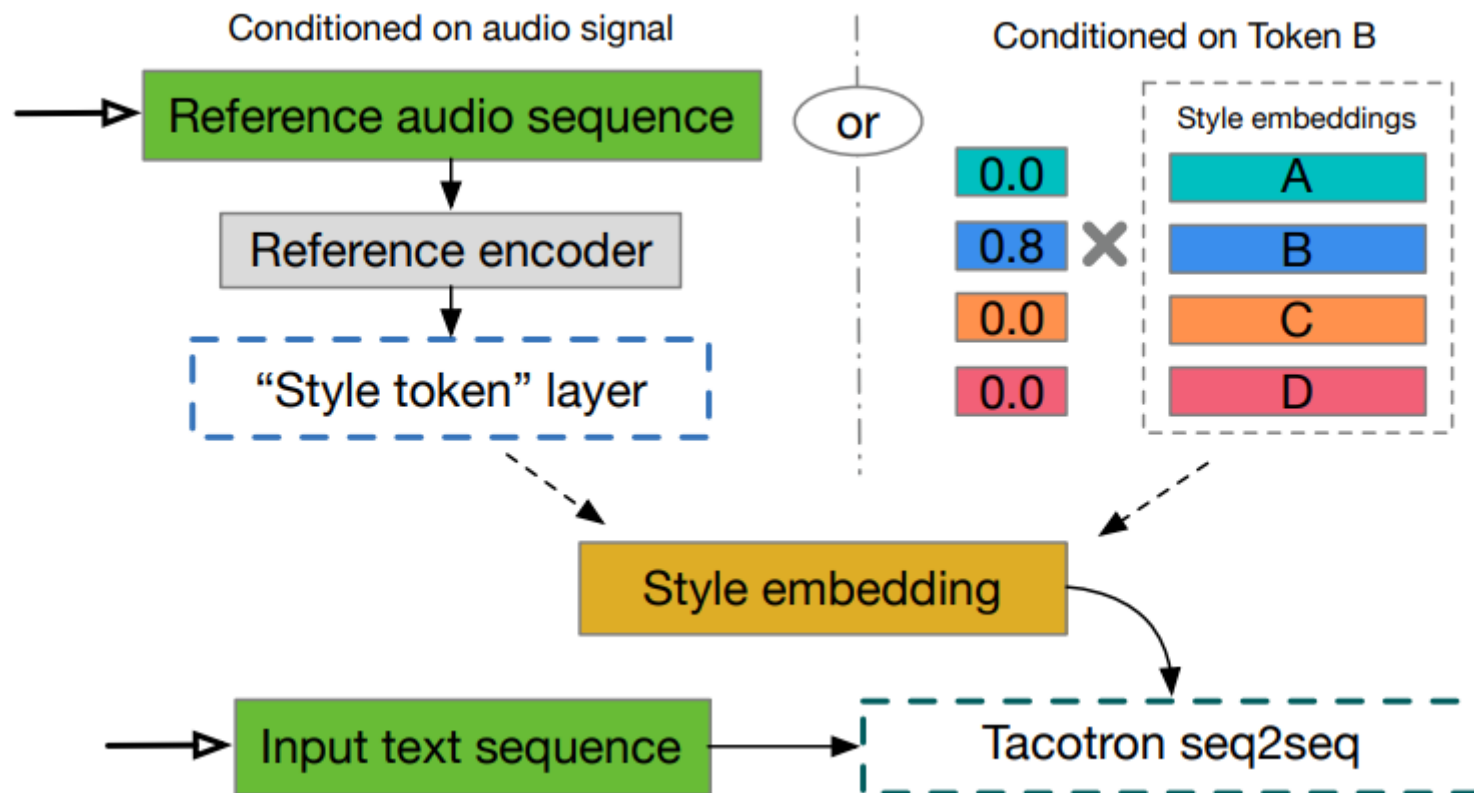 Conditioned on audio signal
Reference audio sequence
Reference encoder
“Style token” layer
or
Conditioned on Token B
Style embeddings
0.0
A
0.8
B
0.0
C
0.0
D
Style embedding
Input text sequence
Tacotron seq2seq